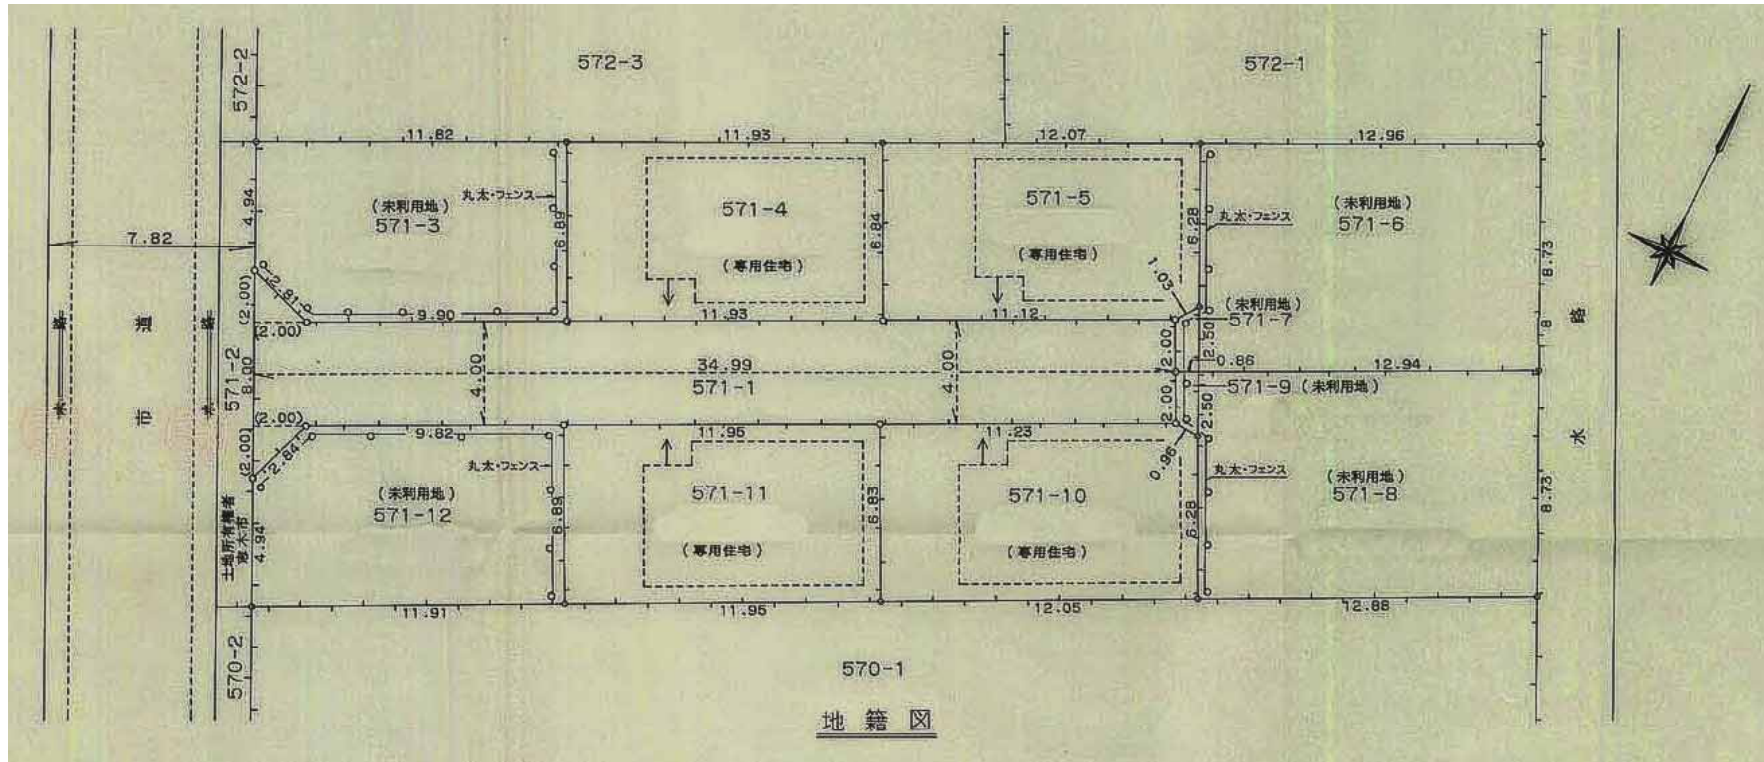 572-2
572-3
572-1
11.82
11.93
12.07
12.96
4.94
(未利用地)
571-3
丸太・フェンス
6.89
571-4
(専用住宅)
6.84
571-5
(専用住宅)
6.28
丸太・フェンス
(未利用地)
571-6
7.82
8.73
1.03
2.81
(2.00)
(2.00)
9.90
11.93
11.12
(未利用地)
571-7
2.50
2.00
0.86
道
市
水
路
571-2
8.00
4.00
34.99
571-1
4.00
12.94
571-9 (未利用地)
2.00
2.50
(2.00)
(2.00)
2.84
9.82
11.95
11.23
0.96
丸太・フェンス
(未利用地)
571-12
6.89
571-11
(専用住宅)
6.83
571-10
(専用住宅)
6.28
丸太・フェンス
(未利用地)
571-8
8.73
土地所有権者
志木市
4.94
11.91
11.95
12.05
12.88
570-2
570-1
地籍図